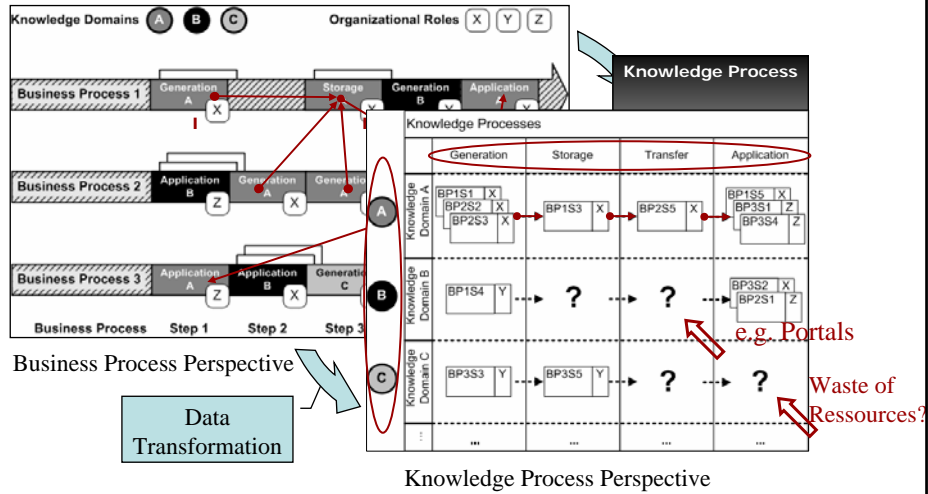 Knowledge Domains A B C Organizational Roles X Y Z
Knowledge Process
Business Process 1
Generation A X
Storage
Generation B
Application
Business Process 2
Application B Z
Generation A X
Business Process 3
Application A Z
Application B X
Generation C
Business Process Step 1 Step 2 Step 3
Business Process Perspective
Data
Transformation
Knowledge Processes
Generation Storage Transfer Application
A
Knowledge
Domain A
BP1S1 X
BP2S2 X
BP2S3 X
BP1S3 X
BP2S5 X
BP1S5 X
BP3S1 Z
BP3S4 Z
B
Knowledge
Domain B
BP1S4 Y
?
?
BP3S2 X
BP2S1 Z
e.g. Portals
C
Knowledge
Domain C
BP3S3 Y
BP3S5 Y
?
?
Waste of
Ressources?
... ... ... ... ...
Knowledge Process Perspective